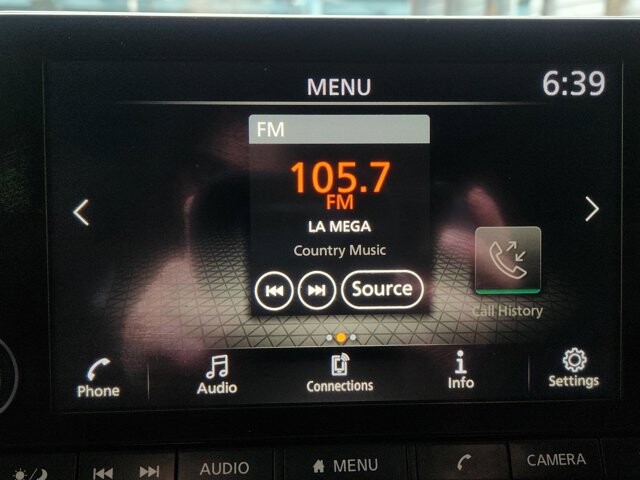 MENU
6:39
FM
105.7
FM
LA MEGA
Country Music
Source
Call History
Phone
Audio
Connections
Info
Settings
AUDIO
MENU
CAMERA